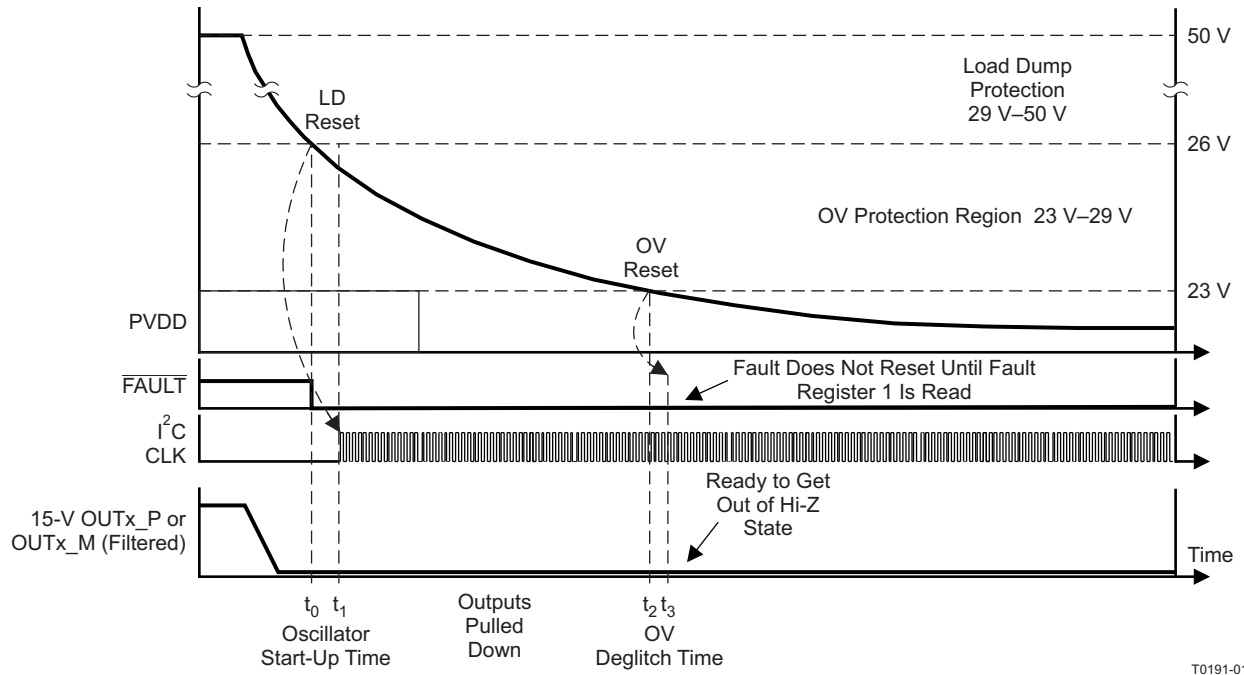 50 V
Load Dump
Protection
29 V–50 V
LD
Reset
26 V
OV Protection Region 23 V–29 V
OV
Reset
23 V
PVDD
Fault Does Not Reset Until Fault
Register 1 Is Read
FAULT
I2C
CLK
Ready to Get
Out of Hi-Z
State
15-V OUTx_P or
OUTx_M (Filtered)
Time
t0 t1
Oscillator
Start-Up Time
Outputs
Pulled
Down
t2 t3
OV
Deglitch Time
T0191-01